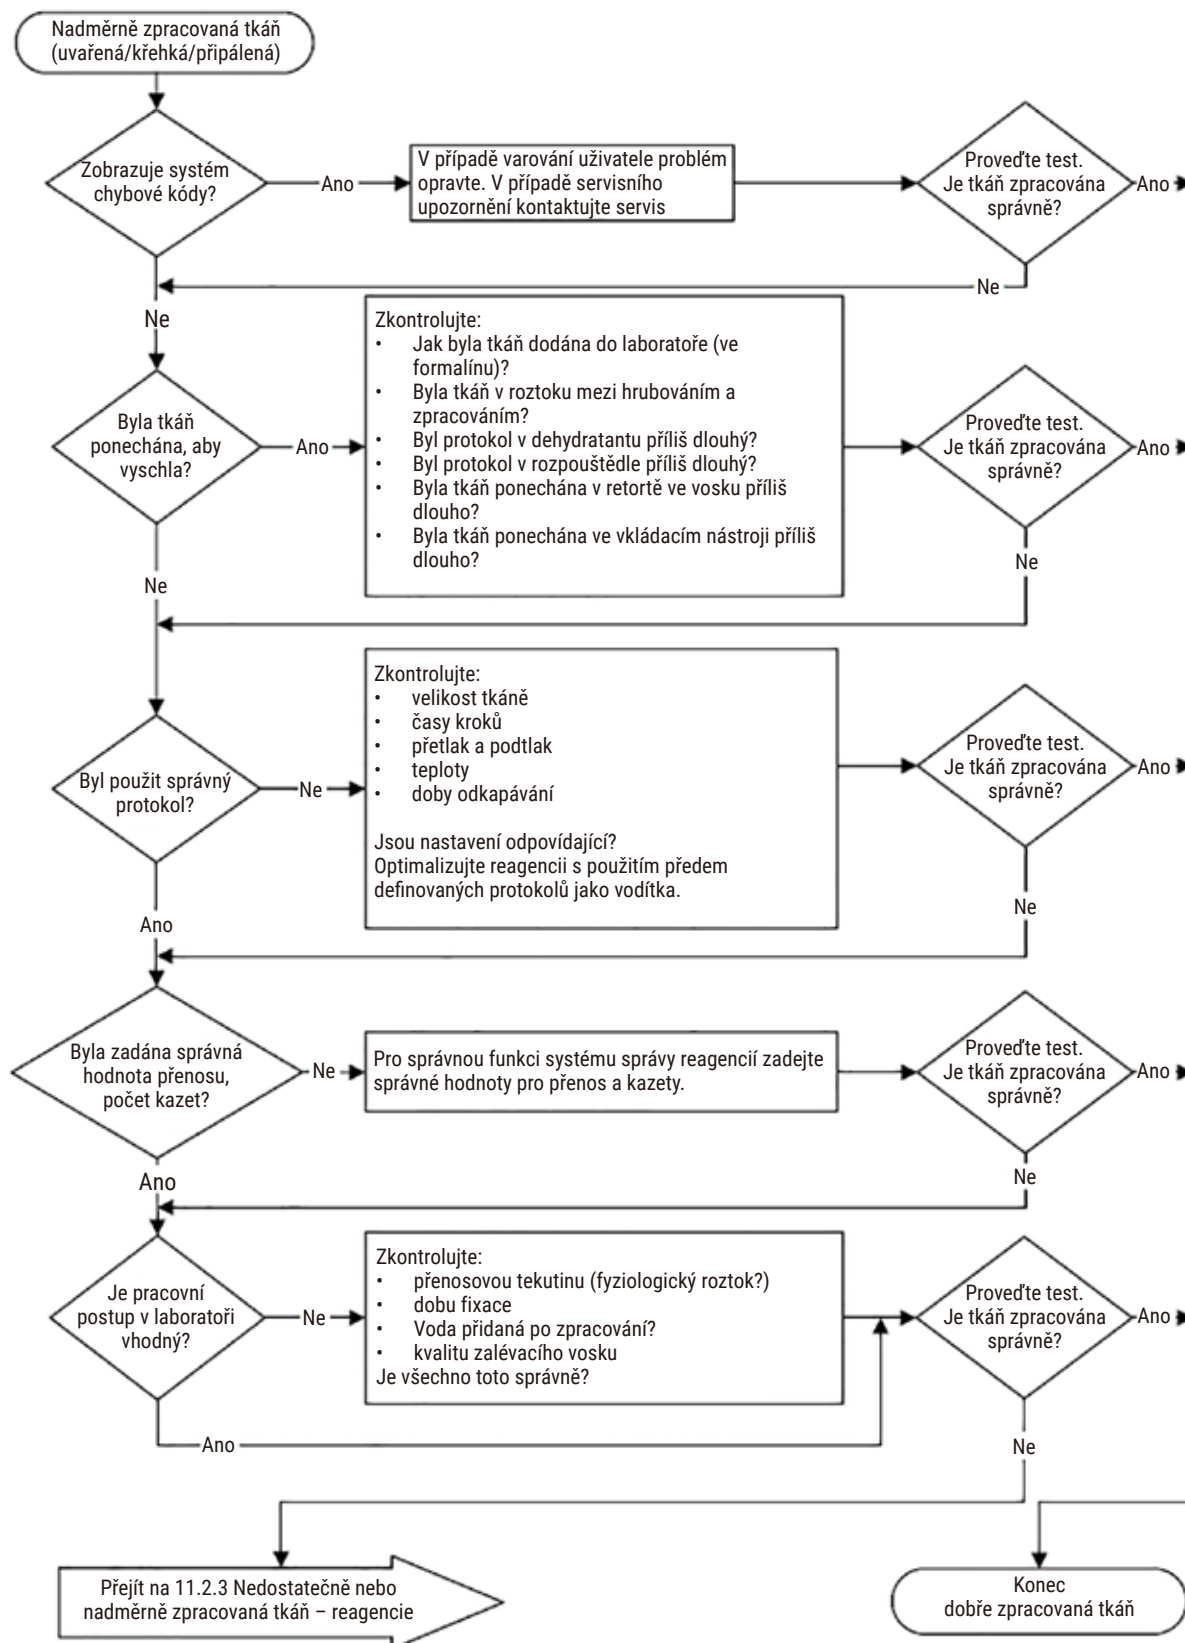 Nadměrně zpracovaná tkáň
(uvařená/křehká/připálená)
Zobrazuje systém
chybové kódy?
Ano
V případě varování uživatele problém
opravte. V případě servisního
upozornění kontaktujte servis
Proveďte test.
Je tkáň zpracována
správně?
Ano
Ne
Ne
Byla tkáň
ponechána, aby
vyschla?
Ano
Zkontrolujte:
• Jak byla tkáň dodána do laboratoře (ve
formalínu)?
• Byla tkáň v roztoku mezi hrubováním a
zpracováním?
• Byl protokol v dehydratantu příliš dlouhý?
• Byl protokol v rozpouštědle příliš dlouhý?
• Byla tkáň ponechána v retortě ve vosku příliš
dlouho?
• Byla tkáň ponechána ve vkládacím nástroji příliš
dlouho?
Proveďte test.
Je tkáň zpracována
správně?
Ano
Ne
Ne
Byl použit správný
protokol?
Ne
Zkontrolujte:
• velikost tkáně
• časy kroků
• přetlak a podtlak
• teploty
• doby odkapávání
Jsou nastavení odpovídající?
Optimalizujte reagencii s použitím předem
definovaných protokolů jako vodítka.
Proveďte test.
Je tkáň zpracována
správně?
Ano
Ne
Ano
Byla zadána správná
hodnota přenosu,
počet kazet?
Ne
Pro správnou funkci systému správy reagencií zadejte
správné hodnoty pro přenos a kazety.
Proveďte test.
Je tkáň zpracována
správně?
Ano
Ne
Ano
Je pracovní
postup v laboratoři
vhodný?
Ne
Zkontrolujte:
• přenosovou tekutinu (fyziologický roztok?)
• dobu fixace
• Voda přidaná po zpracování?
• kvalitu zalévacího vosku
Je všechno toto správně?
Proveďte test.
Je tkáň zpracována
správně?
Ano
Ano
Ne
Přejít na 11.2.3 Nedostatečně nebo
nadměrně zpracovaná tkáň – reagencie
Konec
dobře zpracovaná tkáň